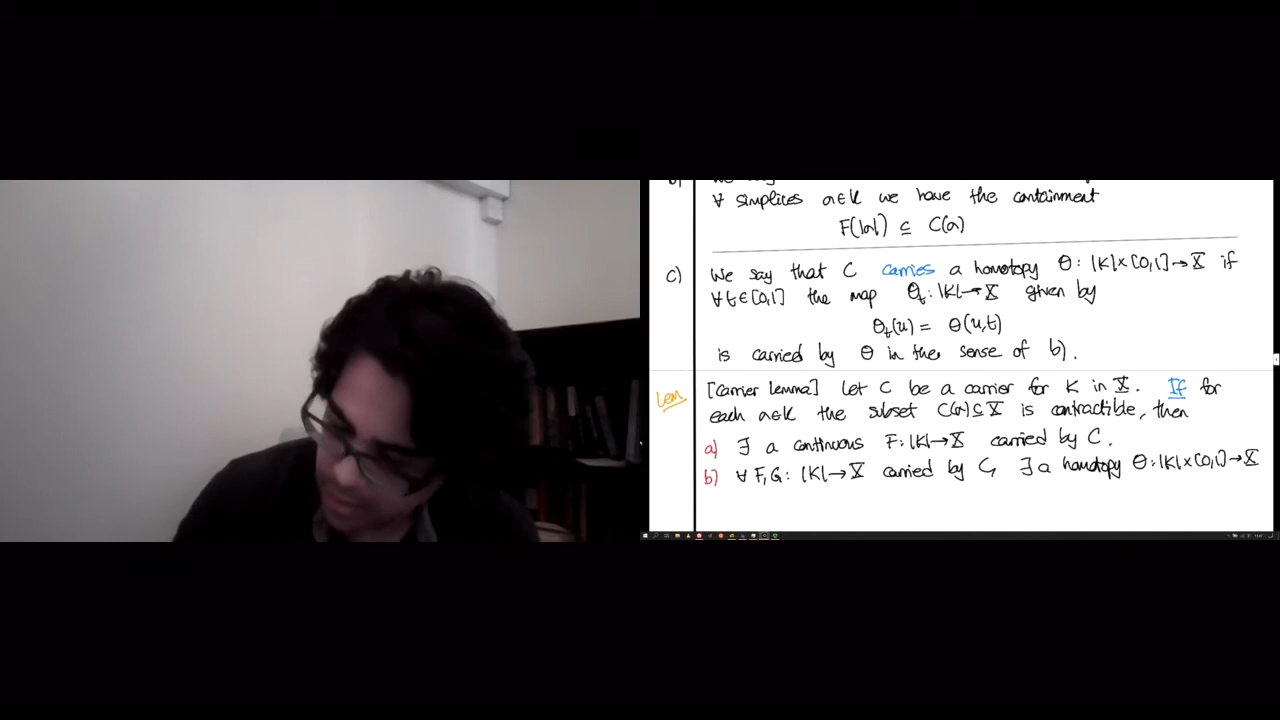 ∀ simplices α∈K we have the containment
F(|α|) ⊆ C(α)
c) We say that C carries a homotopy θ: |K|×[0,1]→X if
∀t∈[0,1] the map θ_t: |K|→X given by
θ_t(u) = θ(u,t)
is carried by θ in the sense of b).
Lem [Carrier Lemma] Let C be a carrier for K in X. If for
each α∈K the subset C(α)⊆X is contractible, then
a) ∃ a continuous F: |K|→X carried by C.
b) ∀ F,G: |K|→X carried by C, ∃ a homotopy θ: |K|×[0,1]→X